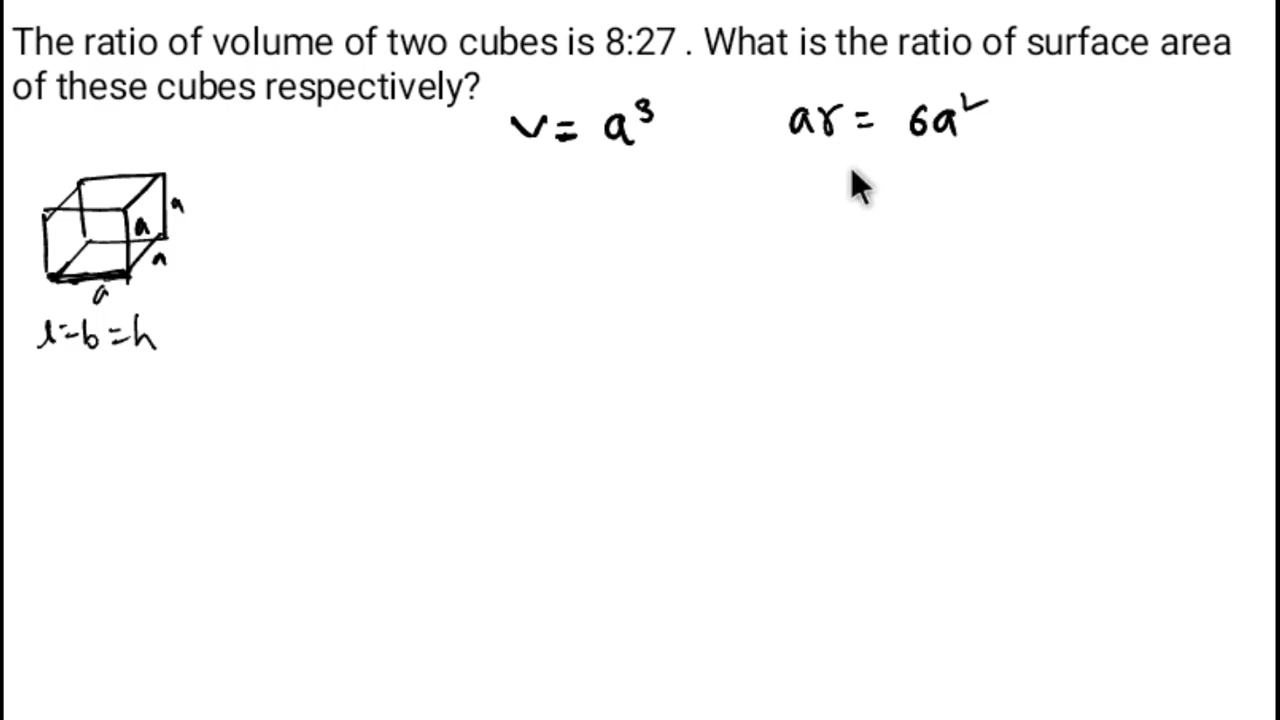 The ratio of volume of two cubes is 8:27 . What is the ratio of surface area
of these cubes respectively?
v = a³ ar = 6a²
a
a
a
a
l=b=h